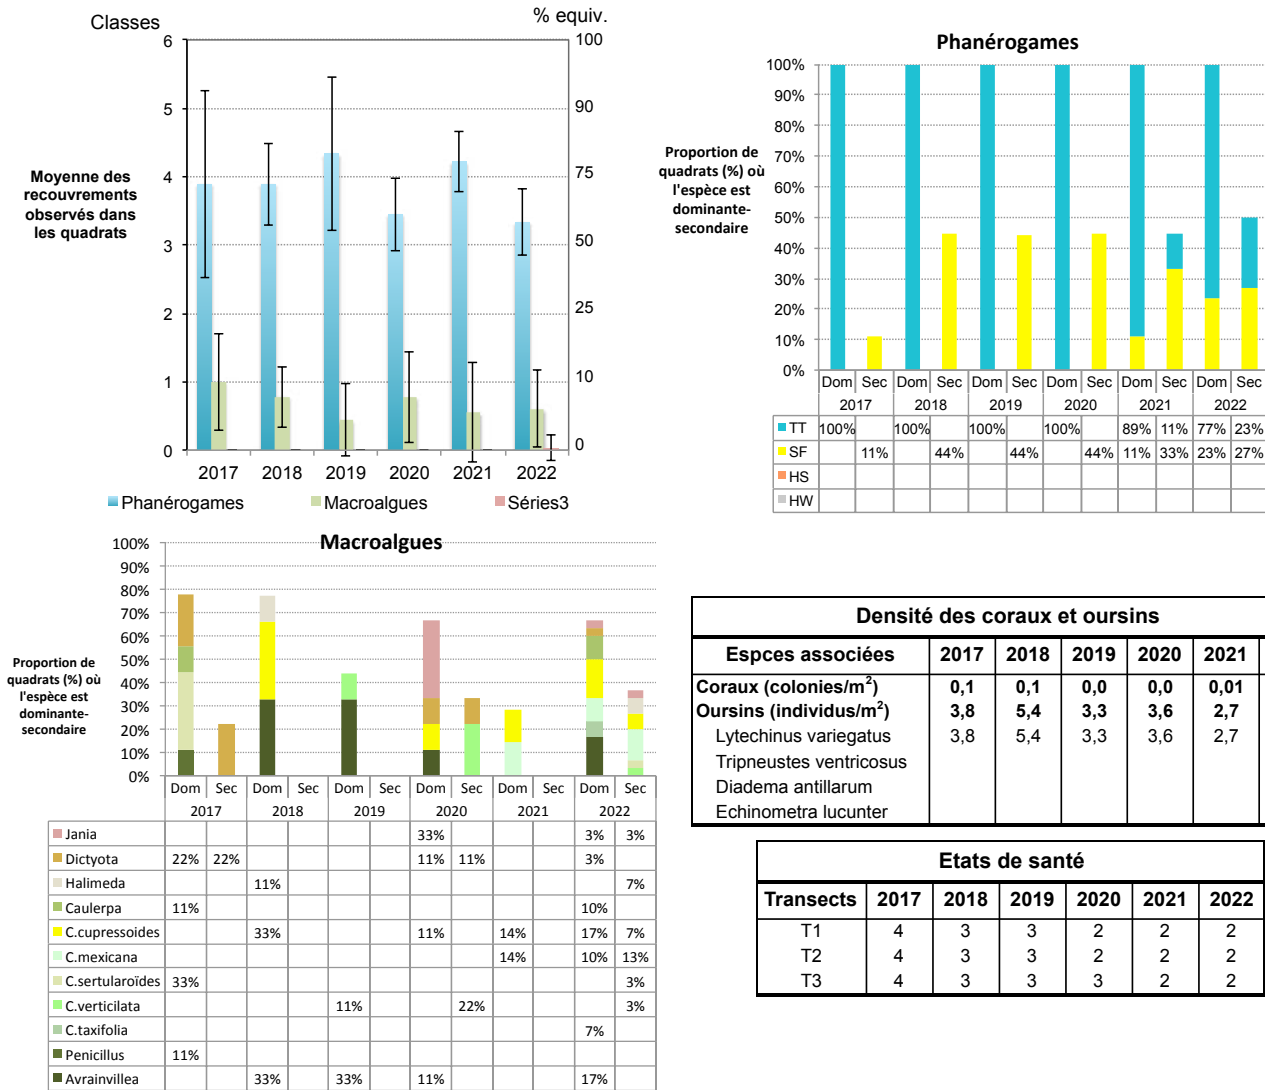 Classes
% equiv.
6
5
4
3
2
1
0
100
90
75
50
25
10
0
Moyenne des
recouvrements
observés dans
les quadrats
2017 2018 2019 2020 2021 2022
Phanérogames Macroalgues Séries3
Phanérogames
Proportion de
quadrats (%) où
l'espèce est
dominante-
secondaire
100%
90%
80%
70%
60%
50%
40%
30%
20%
10%
0%
Dom Sec Dom Sec Dom Sec Dom Sec Dom Sec Dom Sec
2017 2018 2019 2020 2021 2022
TT 100% 100% 100% 100% 89% 11% 77% 23%
SF 11% 44% 44% 44% 11% 33% 23% 27%
HS
HW
Macroalgues
Proportion de
quadrats (%) où
l'espèce est
dominante-
secondaire
100%
90%
80%
70%
60%
50%
40%
30%
20%
10%
0%
Dom Sec Dom Sec Dom Sec Dom Sec Dom Sec Dom Sec
2017 2018 2019 2020 2021 2022
Jania 33% 3% 3%
Dictyota 22% 22% 11% 11% 3%
Halimeda 11% 7%
Caulerpa 11% 10%
C.cupressoides 33% 11% 14% 17% 7%
C.mexicana 14% 10% 13%
C.sertularoïdes 33% 3%
C.verticilata 11% 22% 3%
C.taxifolia 7%
Penicillus 11%
Avrainvillea 33% 33% 11% 17%
Densité des coraux et oursins
Espces associées 2017 2018 2019 2020 2021
Coraux (colonies/m²) 0,1 0,1 0,0 0,0 0,01
Oursins (individus/m²) 3,8 5,4 3,3 3,6 2,7
Lytechinus variegatus 3,8 5,4 3,3 3,6 2,7
Tripneustes ventricosus
Diadema antillarum
Echinometra lucunter
Etats de santé
Transects 2017 2018 2019 2020 2021 2022
T1 4 3 3 2 2 2
T2 4 3 3 2 2 2
T3 4 3 3 3 2 2